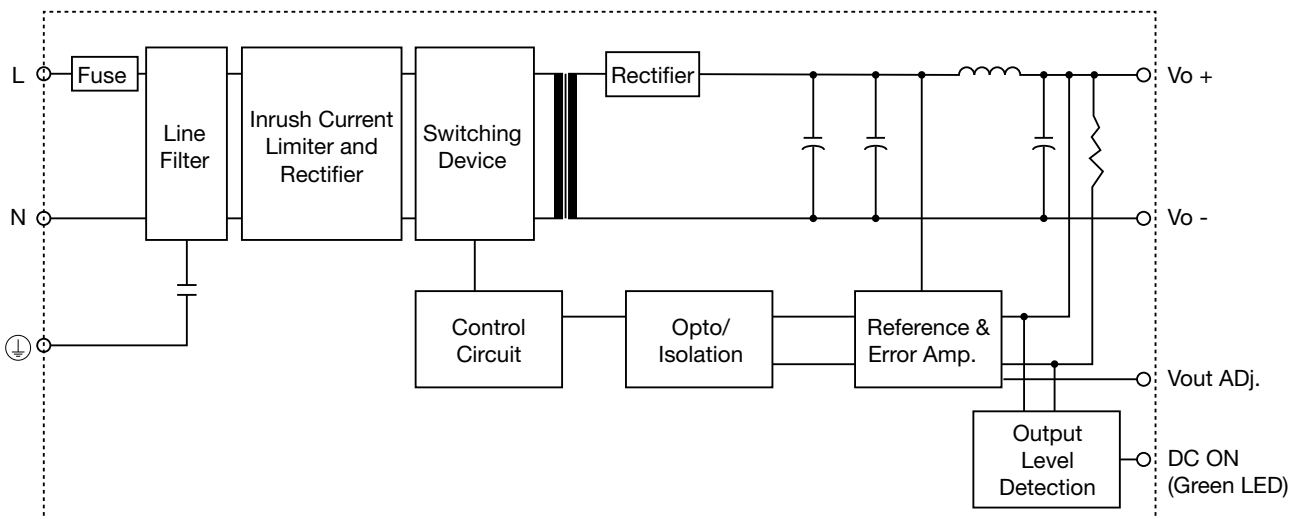 L
Fuse
Line
Filter
Inrush Current
Limiter and
Rectifier
Switching
Device
Rectifier
Vo +
N
Vo -
Control
Circuit
Opto/
Isolation
Reference &
Error Amp.
Vout ADj.
Output
Level
Detection
DC ON
(Green LED)